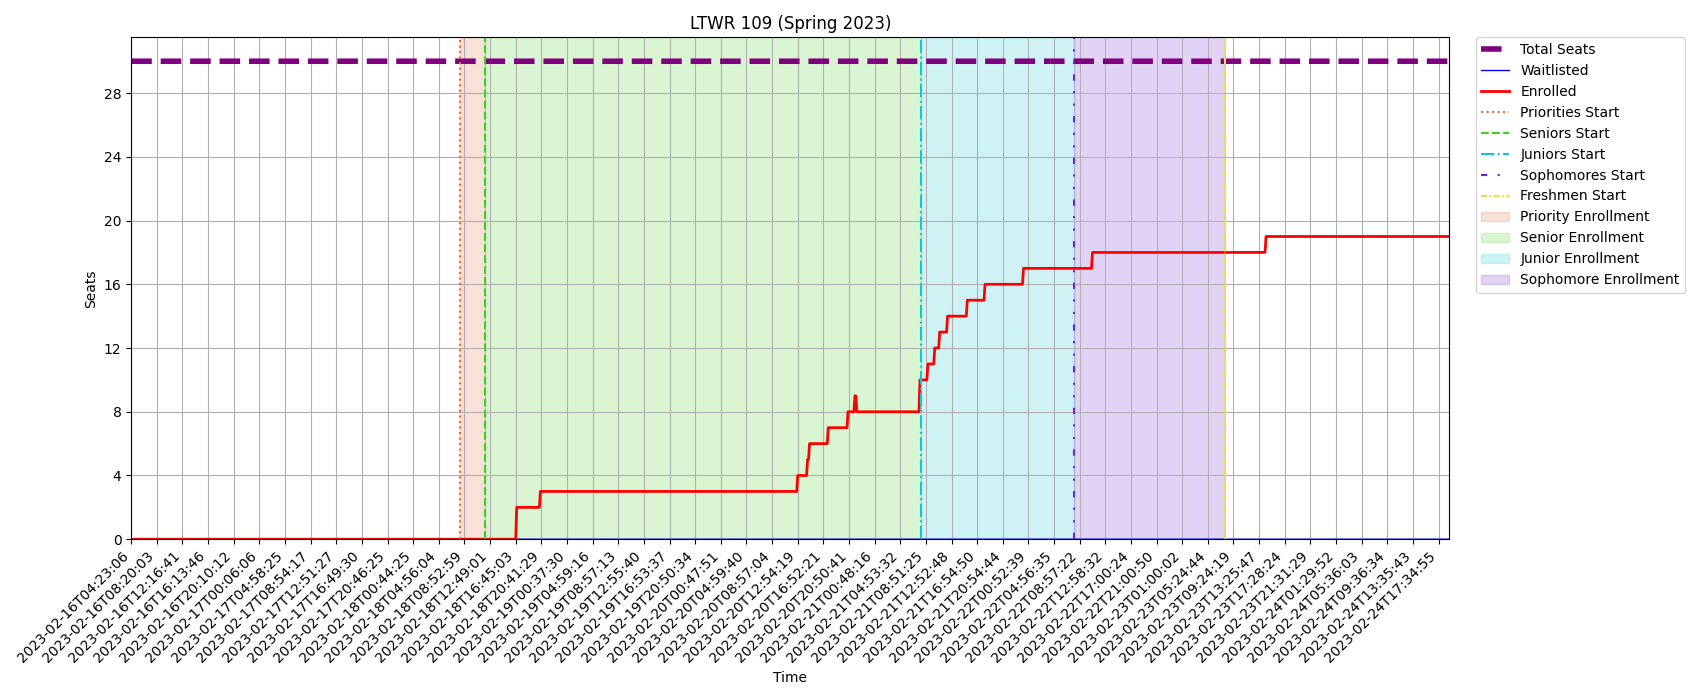 LTWR 109 (Spring 2023)
Total Seats
Waitlisted
Enrolled
Priorities Start
Seniors Start
Juniors Start
Sophomores Start
Freshmen Start
Priority Enrollment
Senior Enrollment
Junior Enrollment
Sophomore Enrollment
Seats
28
24
20
16
12
8
4
0
2023-02-16T04:23:06
2023-02-16T08:20:03
2023-02-16T12:16:41
2023-02-16T16:13:46
2023-02-16T20:10:12
2023-02-17T00:06:06
2023-02-17T04:58:25
2023-02-17T08:54:17
2023-02-17T12:51:27
2023-02-17T16:49:30
2023-02-17T20:46:25
2023-02-18T00:44:25
2023-02-18T04:56:04
2023-02-18T08:52:59
2023-02-18T12:49:01
2023-02-18T16:45:03
2023-02-18T20:41:29
2023-02-19T00:37:30
2023-02-19T04:59:16
2023-02-19T08:57:13
2023-02-19T12:55:40
2023-02-19T16:53:37
2023-02-19T20:50:34
2023-02-20T00:47:51
2023-02-20T04:59:40
2023-02-20T08:57:04
2023-02-20T12:54:19
2023-02-20T16:52:21
2023-02-20T20:50:41
2023-02-21T00:48:16
2023-02-21T04:53:32
2023-02-21T08:51:25
2023-02-21T12:52:48
2023-02-21T16:54:50
2023-02-21T20:54:44
2023-02-22T00:52:39
2023-02-22T04:56:35
2023-02-22T08:57:22
2023-02-22T12:58:32
2023-02-22T17:00:24
2023-02-22T21:00:50
2023-02-23T01:00:02
2023-02-23T05:24:44
2023-02-23T09:24:19
2023-02-23T13:25:47
2023-02-23T17:28:24
2023-02-23T21:31:29
2023-02-24T01:29:52
2023-02-24T05:36:03
2023-02-24T09:36:34
2023-02-24T13:35:43
2023-02-24T17:34:55
Time